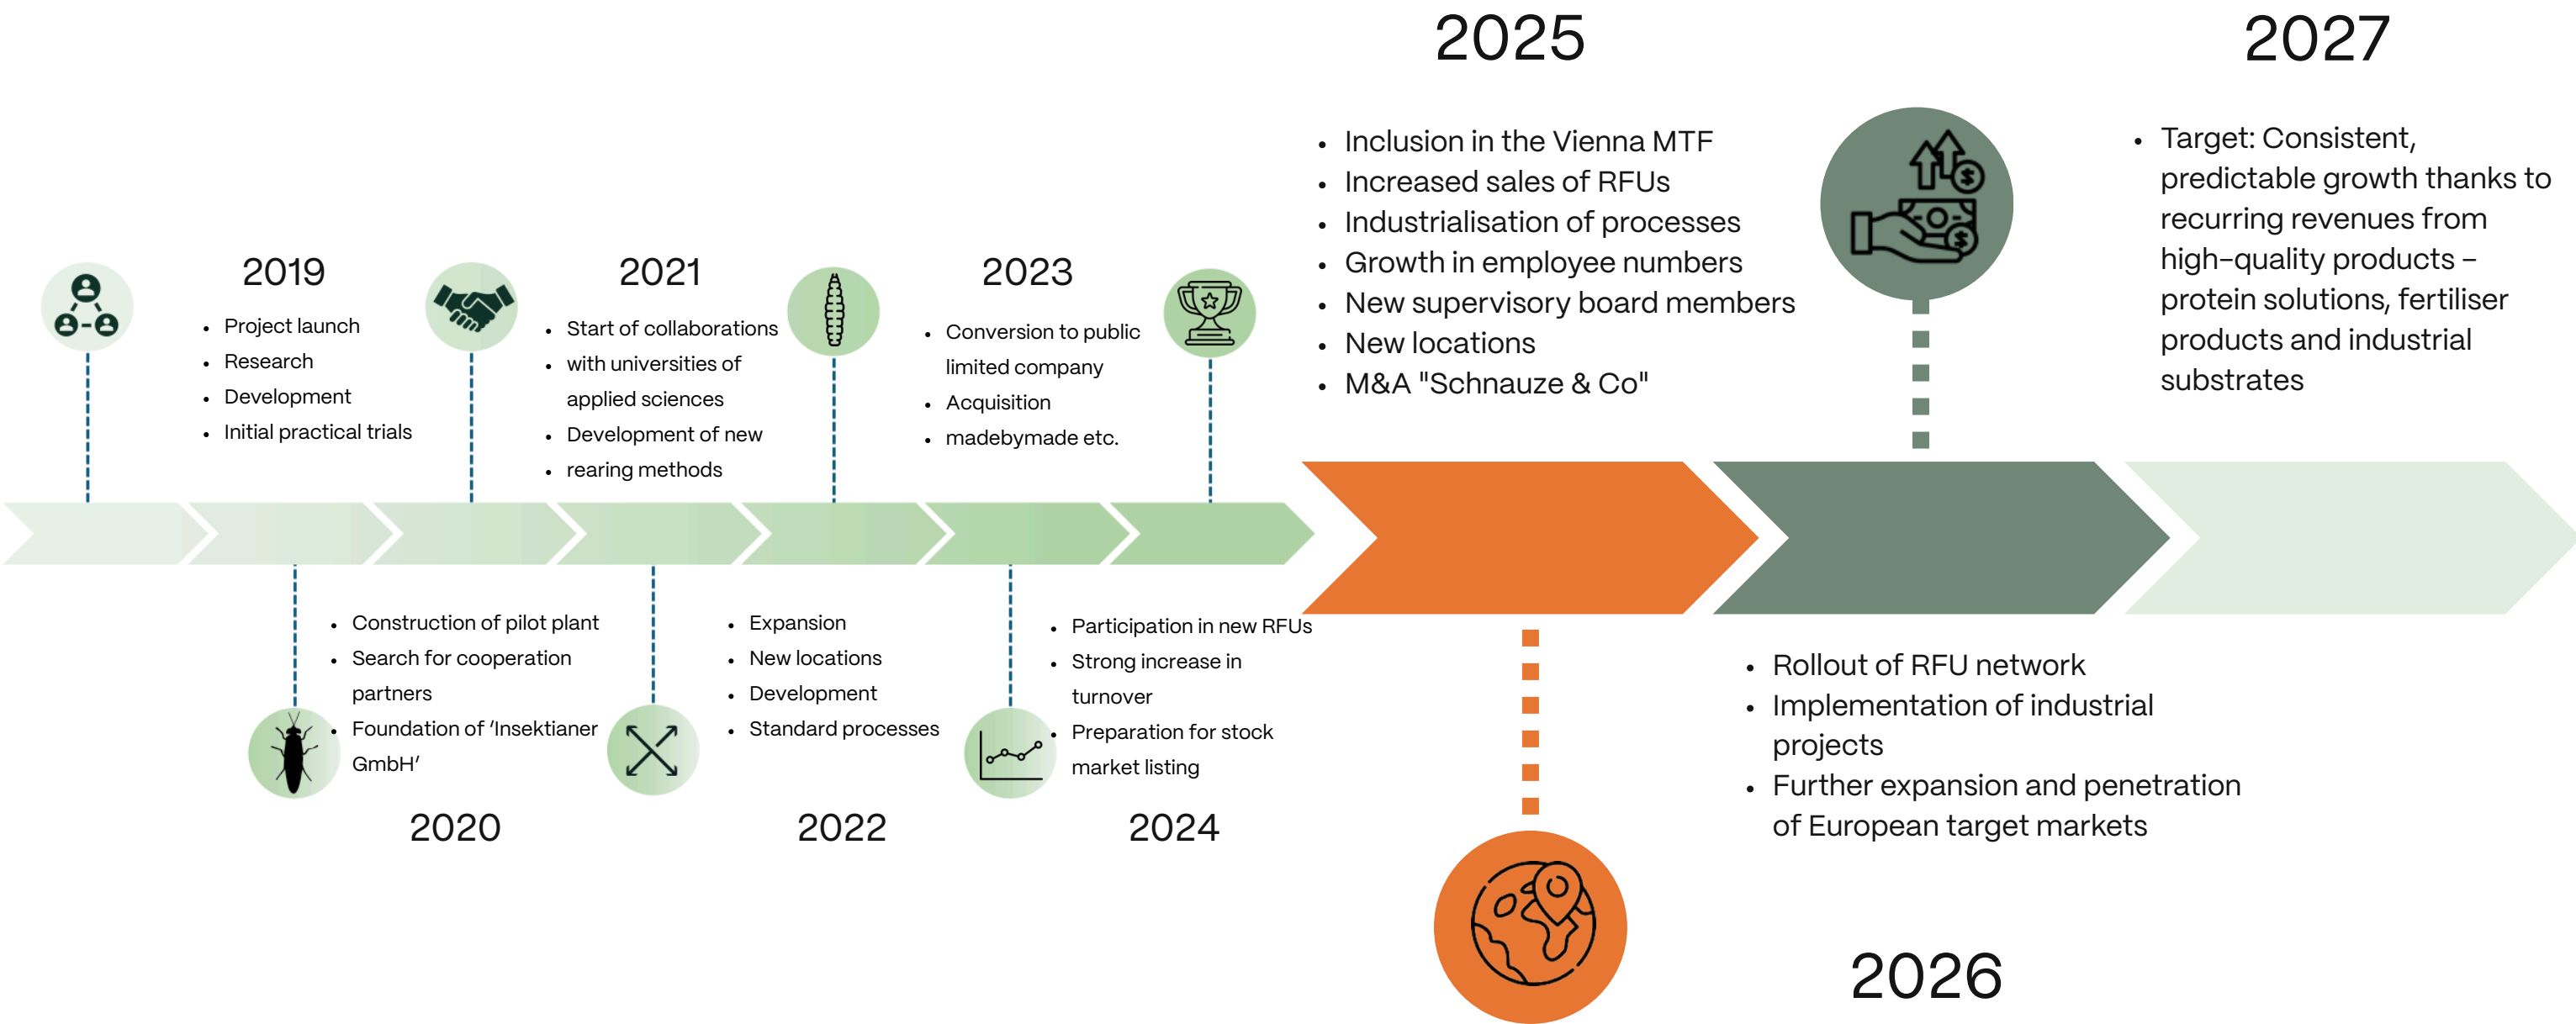 2019
Project launch
Research
Development
Initial practical trials
Construction of pilot plant
Search for cooperation
partners
Foundation of ‘Insektianer
GmbH’
2020
2021
Start of collaborations
with universities of
applied sciences
Development of new
rearing methods
Expansion
New locations
Development
Standard processes
2022
2023
Conversion to public
limited company
Acquisition
madebymade etc.
Participation in new RFUs
Strong increase in
turnover
Preparation for stock
market listing
2024
2025
Inclusion in the Vienna MTF
Increased sales of RFUs
Industrialisation of processes
Growth in employee numbers
New supervisory board members
New locations
M&A "Schnauze & Co"
Rollout of RFU network
Implementation of industrial
projects
Further expansion and penetration
of European target markets
2026
2027
Target: Consistent,
predictable growth thanks to
recurring revenues from
high-quality products –
protein solutions, fertiliser
products and industrial
substrates